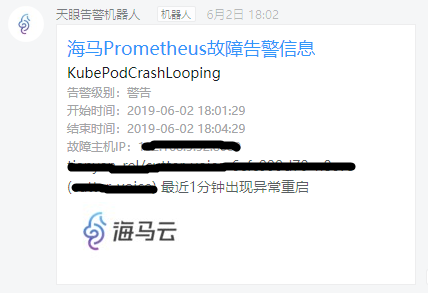 天眼告警机器人 机器人 6月2日 18:02
海马Prometheus故障告警信息
KubePodCrashLooping
告警级别：警告
开始时间：2019-06-02 18:01:29
结束时间：2019-06-02 18:04:29
故障主机IP：
最近1分钟出现异常重启
海马云